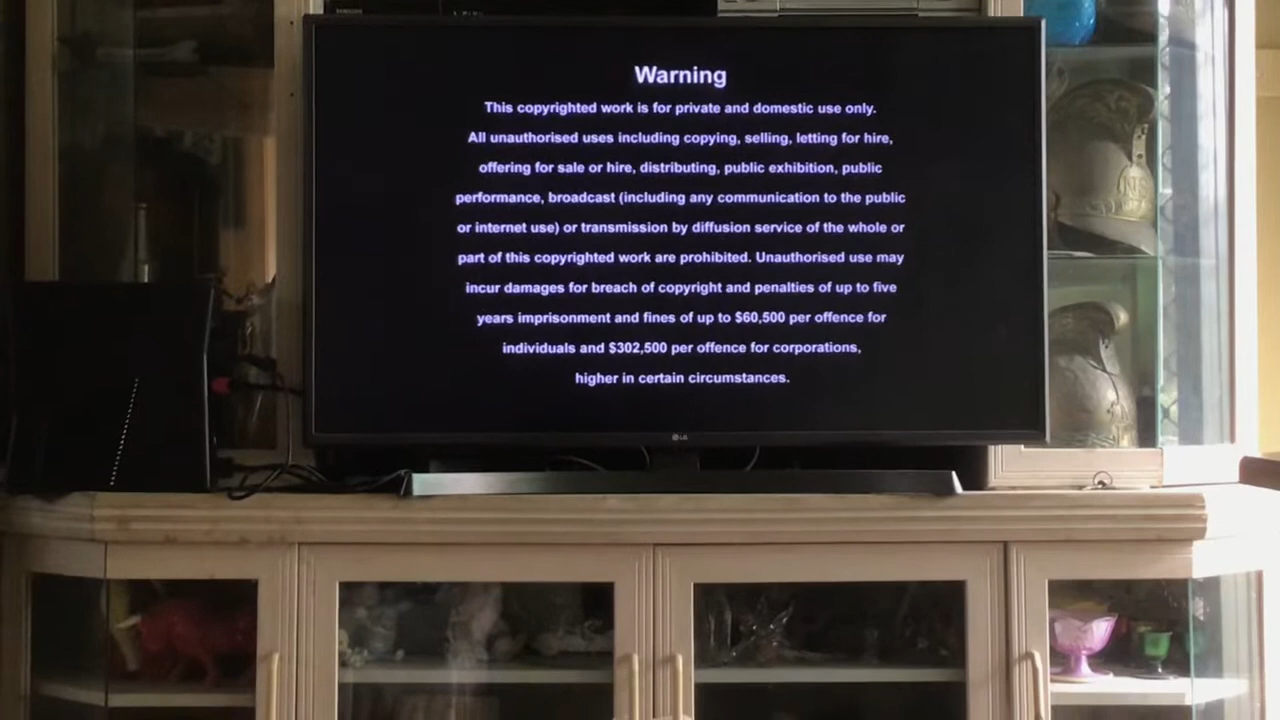 SAMSUNG
Warning
This copyrighted work is for private and domestic use only.
All unauthorised uses including copying, selling, letting for hire,
offering for sale or hire, distributing, public exhibition, public
performance, broadcast (including any communication to the public
or internet use) or transmission by diffusion service of the whole or
part of this copyrighted work are prohibited. Unauthorised use may
incur damages for breach of copyright and penalties of up to five
years imprisonment and fines of up to $60,500 per offence for
individuals and $302,500 per offence for corporations,
higher in certain circumstances.
LG